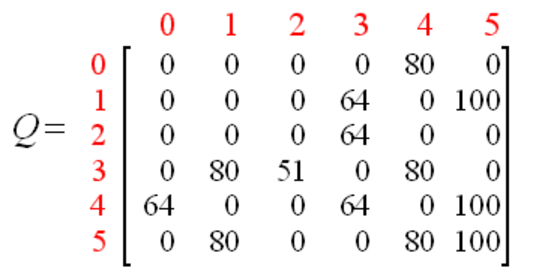 0 1 2 3 4 5
0 0 0 0 0 80 0
1 0 0 0 64 0 100
Q= 2 0 0 0 64 0 0
3 0 80 51 0 80 0
4 64 0 0 64 0 100
5 0 80 0 0 80 100